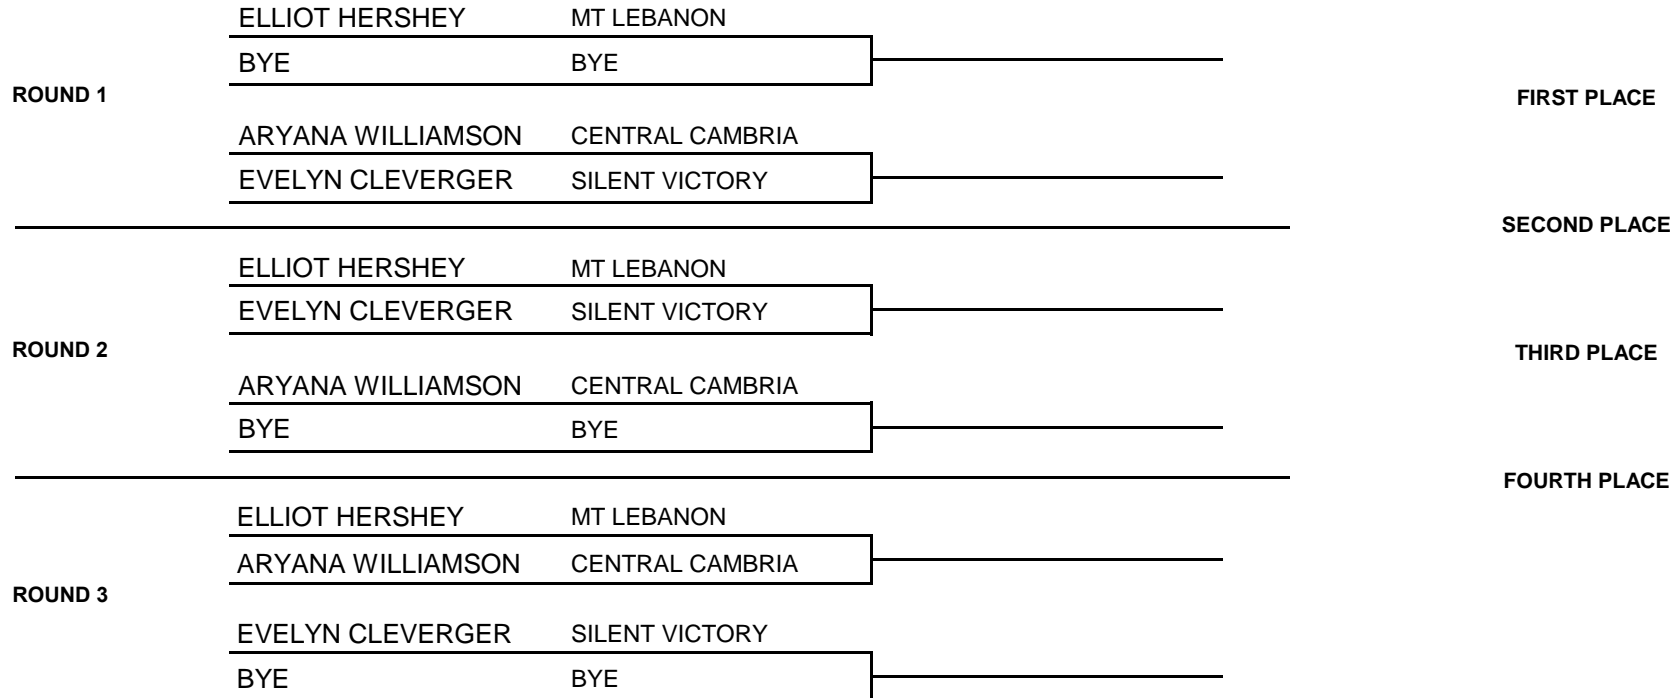 ELLIOT HERSHEY MT LEBANON
BYE BYE
ROUND 1
FIRST PLACE
ARYANA WILLIAMSON CENTRAL CAMBRIA
EVELYN CLEVERGER SILENT VICTORY
SECOND PLACE
ELLIOT HERSHEY MT LEBANON
EVELYN CLEVERGER SILENT VICTORY
ROUND 2
THIRD PLACE
ARYANA WILLIAMSON CENTRAL CAMBRIA
BYE BYE
FOURTH PLACE
ELLIOT HERSHEY MT LEBANON
ARYANA WILLIAMSON CENTRAL CAMBRIA
ROUND 3
EVELYN CLEVERGER SILENT VICTORY
BYE BYE